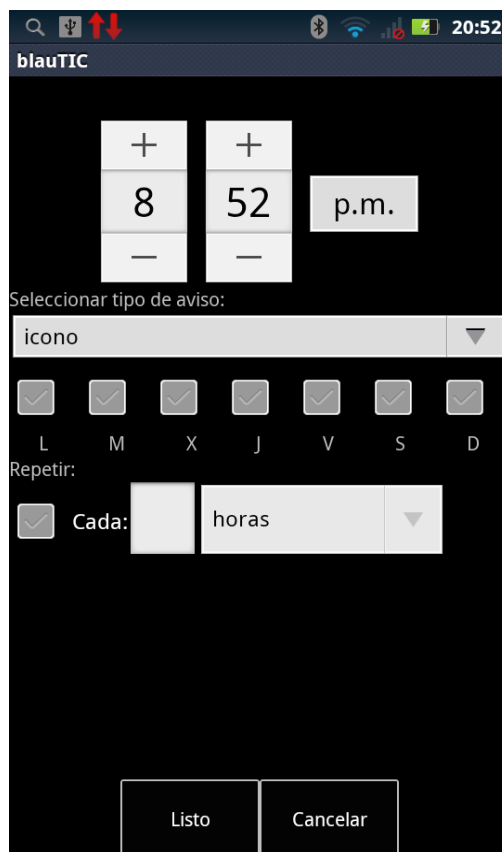 20:52
blauTIC
+ +
8 52 p.m.
− −
Seleccionar tipo de aviso:
icono
L M X J V S D
Repetir:
Cada: horas
Listo Cancelar